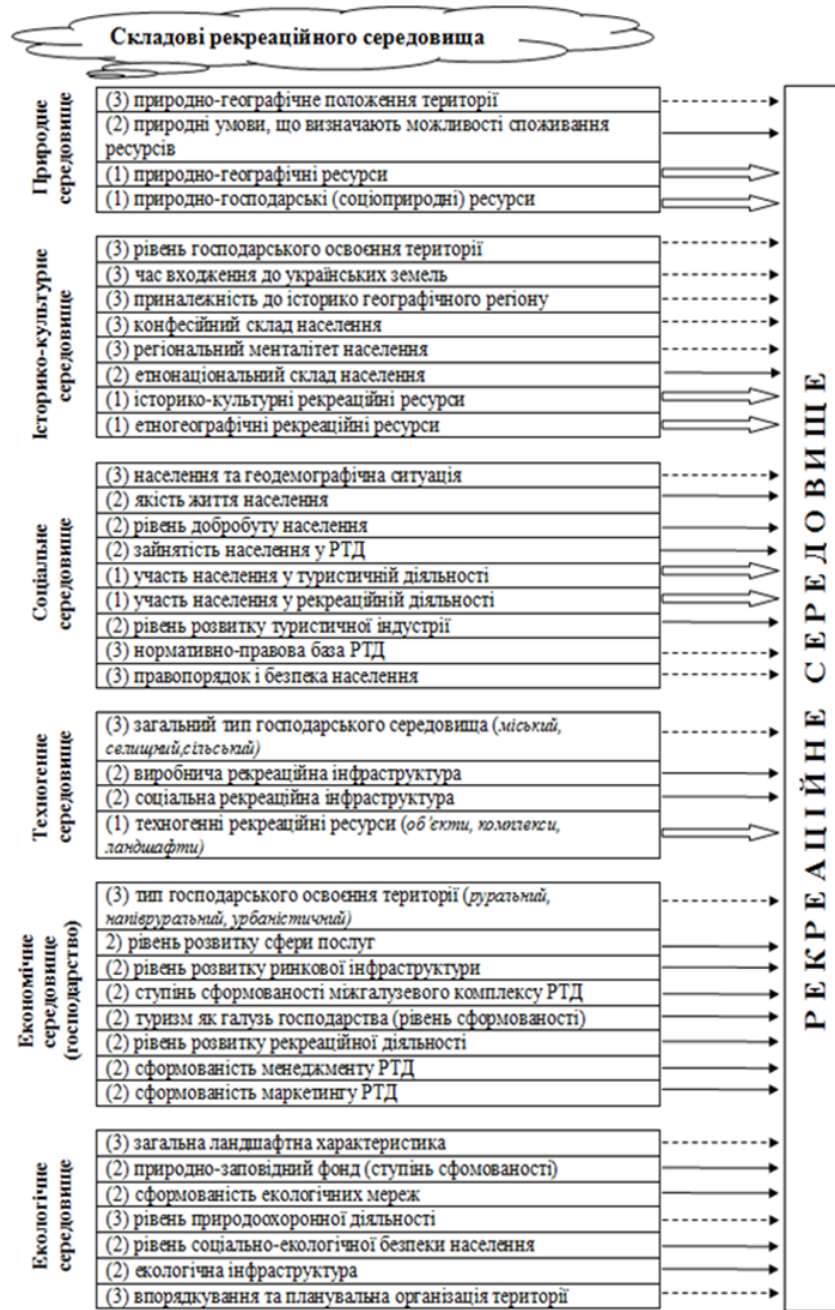 Складові рекреаційного середовища
Природне
середовище
(3) природно-географічне положення території
(2) природні умови, що визначають можливості споживання
ресурсів
(1) природно-географічні ресурси
(1) природно-господарські (соціоприродні) ресурси
Історико-культурне
середовище
(3) рівень господарського освоєння території
(3) час входження до українських земель
(3) приналежність до історико географічного регіону
(3) конфесійний склад населення
(3) регіональний менталітет населення
(2) етнонаціональний склад населення
(1) історико-культурні рекреаційні ресурси
(1) етногеографічні рекреаційні ресурси
Соціальне
середовище
(3) населення та геодемографічна ситуація
(2) якість життя населення
(2) рівень добробуту населення
(2) зайнятість населення у РТД
(1) участь населення у туристичній діяльності
(1) участь населення у рекреаційній діяльності
(2) рівень розвитку туристичної індустрії
(3) нормативно-правова база РТД
(3) правопорядок і безпека населення
Техногенне
середовище
(3) загальний тип господарського середовища (міський,
селищний,сільський)
(2) виробнича рекреаційна інфраструктура
(2) соціальна рекреаційна інфраструктура
(1) техногенні рекреаційні ресурси (об'єкти, комплекси,
ландшафти)
Економічне
середовище
(господарство)
(3) тип господарського освоєння території (руральний,
напівруральний, урбаністичний)
2) рівень розвитку сфери послуг
(2) рівень розвитку ринкової інфраструктури
(2) ступінь сформованості міжгалузевого комплексу РТД
(2) туризм як галузь господарства (рівень сформованості)
(2) рівень розвитку рекреаційної діяльності
(2) сформованість менеджменту РТД
(2) сформованість маркетингу РТД
Екологічне
середовище
(3) загальна ландшафтна характеристика
(2) природно-заповідний фонд (ступінь сфомованості)
(2) сформованість екологічних мереж
(3) рівень природоохоронної діяльності
(2) рівень соціально-екологічної безпеки населення
(2) екологічна інфраструктура
(3) впорядкування та планувальна організація території
РЕКРЕАЦІЙНЕ СЕРЕДОВИЩЕ